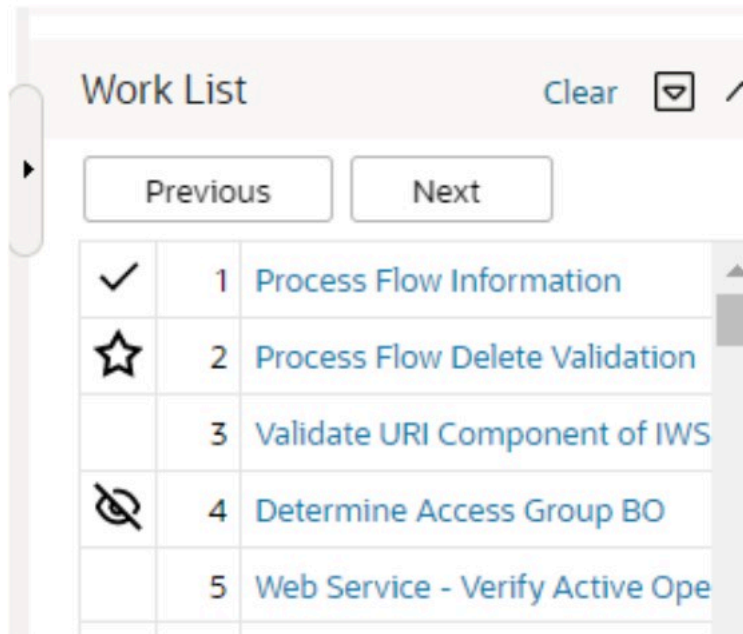 Work List Clear
Previous Next
1 Process Flow Information
2 Process Flow Delete Validation
3 Validate URI Component of IWS
4 Determine Access Group BO
5 Web Service - Verify Active Ope